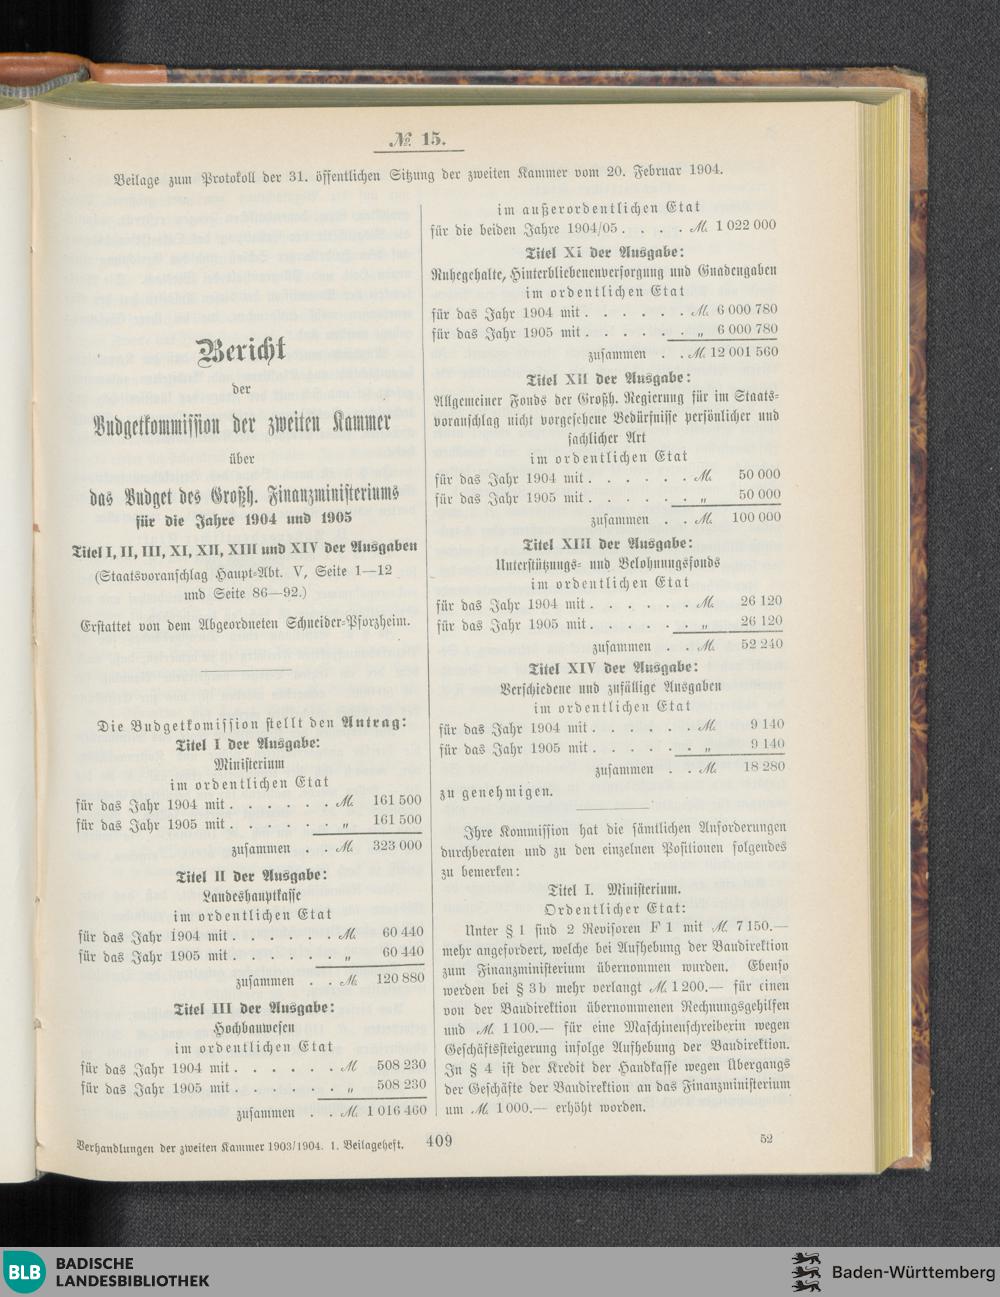 № 15.
Beilage zum Protokoll der 31. öffentlichen Sitzung der zweiten Kammer vom 20. Februar 1904.
Bericht
der
Budgetkommission der zweiten Kammer
über
das Budget des Großh. Finanzministeriums
für die Jahre 1904 und 1905
Titel I, II, III, XI, XII, XIII und XIV der Ausgaben
(Staatsvoranschlag Haupt-Abt. V, Seite 1—12
und Seite 86—92.)
Erstattet von dem Abgeordneten Schneider-Pforzheim.
Die Budgetkomission stellt den Antrag:
Titel I der Ausgabe:
Ministerium
im ordentlichen Etat
für das Jahr 1904 mit . . . . . . M. 161 500
für das Jahr 1905 mit . . . . . . „ 161 500
zusammen . . M. 323 000
Titel II der Ausgabe:
Landeshauptkasse
im ordentlichen Etat
für das Jahr 1904 mit . . . . . . M. 60 440
für das Jahr 1905 mit . . . . . . „ 60 440
zusammen . . M. 120 880
Titel III der Ausgabe:
Hochbauwesen
im ordentlichen Etat
für das Jahr 1904 mit . . . . . . M 508 230
für das Jahr 1905 mit . . . . . . „ 508 230
zusammen . . M. 1 016 460
im außerordentlichen Etat
für die beiden Jahre 1904/05 . . . . M. 1 022 000
Titel XI der Ausgabe:
Ruhegehalte, Hinterbliebenenversorgung und Gnadengaben
im ordentlichen Etat
für das Jahr 1904 mit . . . . . . M. 6 000 780
für das Jahr 1905 mit . . . . . . „ 6 000 780
zusammen . . M. 12 001 560
Titel XII der Ausgabe:
Allgemeiner Fonds der Großh. Regierung für im Staats-
voranschlag nicht vorgesehene Bedürfnisse persönlicher und
sachlicher Art
im ordentlichen Etat
für das Jahr 1904 mit . . . . . . M. 50 000
für das Jahr 1905 mit . . . . . . „ 50 000
zusammen . . M. 100 000
Titel XIII der Ausgabe:
Unterstützungs- und Belohnungsfonds
im ordentlichen Etat
für das Jahr 1904 mit . . . . . . M. 26 120
für das Jahr 1905 mit . . . . . . „ 26 120
zusammen . . M. 52 240
Titel XIV der Ausgabe:
Verschiedene und zufällige Ausgaben
im ordentlichen Etat
für das Jahr 1904 mit . . . . . . M. 9 140
für das Jahr 1905 mit . . . . . . „ 9 140
zusammen . . M. 18 280
zu genehmigen.
Ihre Kommission hat die sämtlichen Anforderungen
durchberaten und zu den einzelnen Positionen folgendes
zu bemerken:
Titel I. Ministerium.
Ordentlicher Etat:
Unter § 1 sind 2 Revisoren F 1 mit M. 7 150.—
mehr angefordert, welche bei Aufhebung der Baudirektion
zum Finanzministerium übernommen wurden. Ebenso
werden bei § 3 b mehr verlangt M. 1 200.— für einen
von der Baudirektion übernommenen Rechnungsgehilfen
und M. 1 100.— für eine Maschinenschreiberin wegen
Geschäftssteigerung infolge Aufhebung der Baudirektion.
In § 4 ist der Kredit der Handkasse wegen Übergangs
der Geschäfte der Baudirektion an das Finanzministerium
um M. 1 000.— erhöht worden.
Verhandlungen der zweiten Kammer 1903/1904. 1. Beilageheft.
409
52
BLB
BADISCHE
LANDESBIBLIOTHEK
Baden-Württemberg